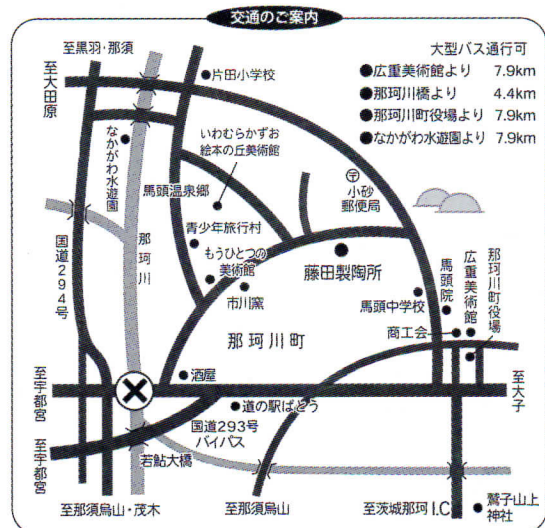 交通のご案内
至黒羽・那須
大型バス通行可
●広重美術館より 7.9km
●那珂川橋より 4.4km
●那珂川町役場より 7.9km
●なかがわ水遊園より 7.9km
至大田原
片田小学校
なかがわ水遊園
いわむらかずお
絵本の丘美術館
〒
小砂
郵便局
馬頭温泉郷
青少年旅行村
もうひとつの
美術館
国道294号
那珂川
市川窯
藤田製陶所
馬頭中学校
馬頭院
広重美術館
那珂川町役場
商工会
那珂川町
至宇都宮
酒屋
至大子
道の駅ばとう
国道293号
バイパス
至宇都宮
若鮎大橋
至那須烏山・茂木
至那須烏山
至茨城那珂I.C
鷲子山上
神社